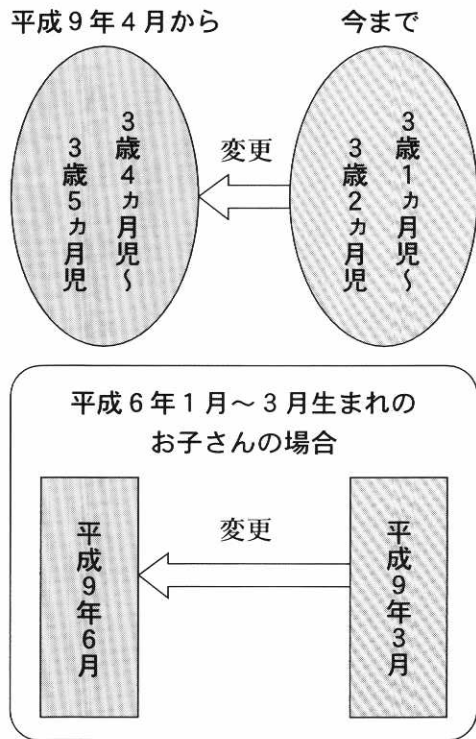 平成9年4月から
今まで
3歳1ヵ月児〜
3歳2ヵ月児
変更
3歳4ヵ月児〜
3歳5ヵ月児
平成6年1月〜3月生まれの
お子さんの場合
平成9年3月
変更
平成9年6月